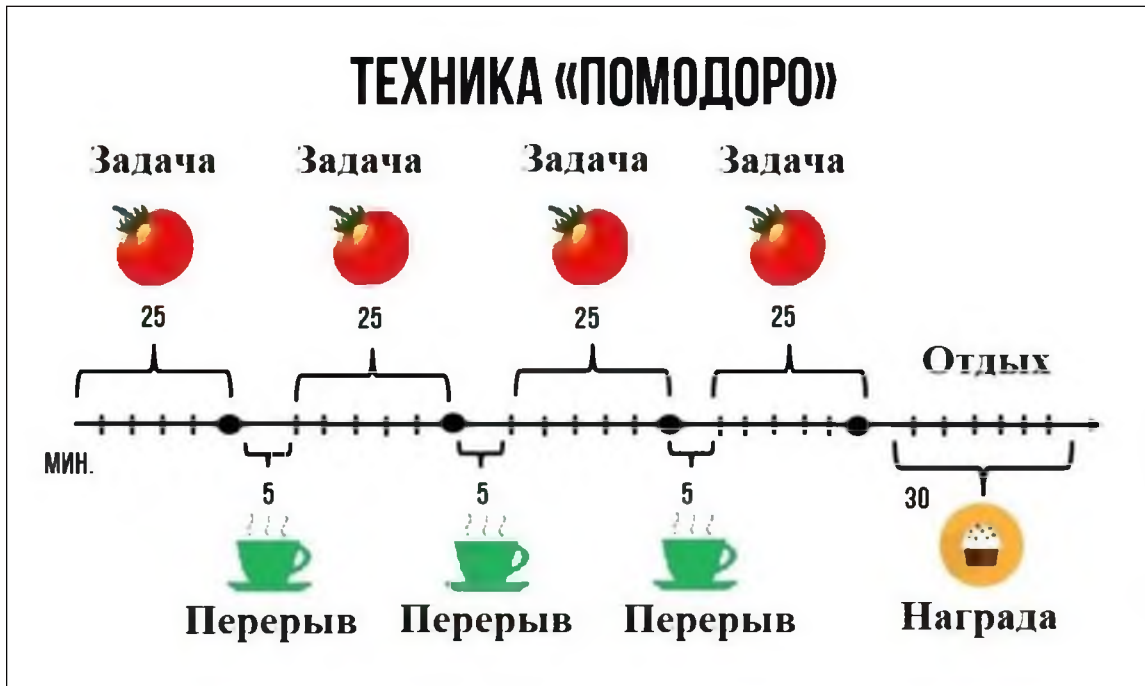 ТЕХНИКА «ПОМОДОРО»
Задача Задача Задача Задача
25 25 25 25
Отдых
МИН.
5 5 5 30
Перерыв Перерыв Перерыв Награда